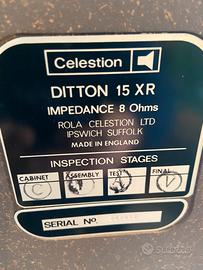 Celestion
DITTON 15 XR
IMPEDANCE 8 Ohms
ROLA CELESTION LTD
IPSWICH SUFFOLK
MADE IN ENGLAND
INSPECTION STAGES
CABINET ASSEMBLY TEST FINAL
SERIAL No.
subito